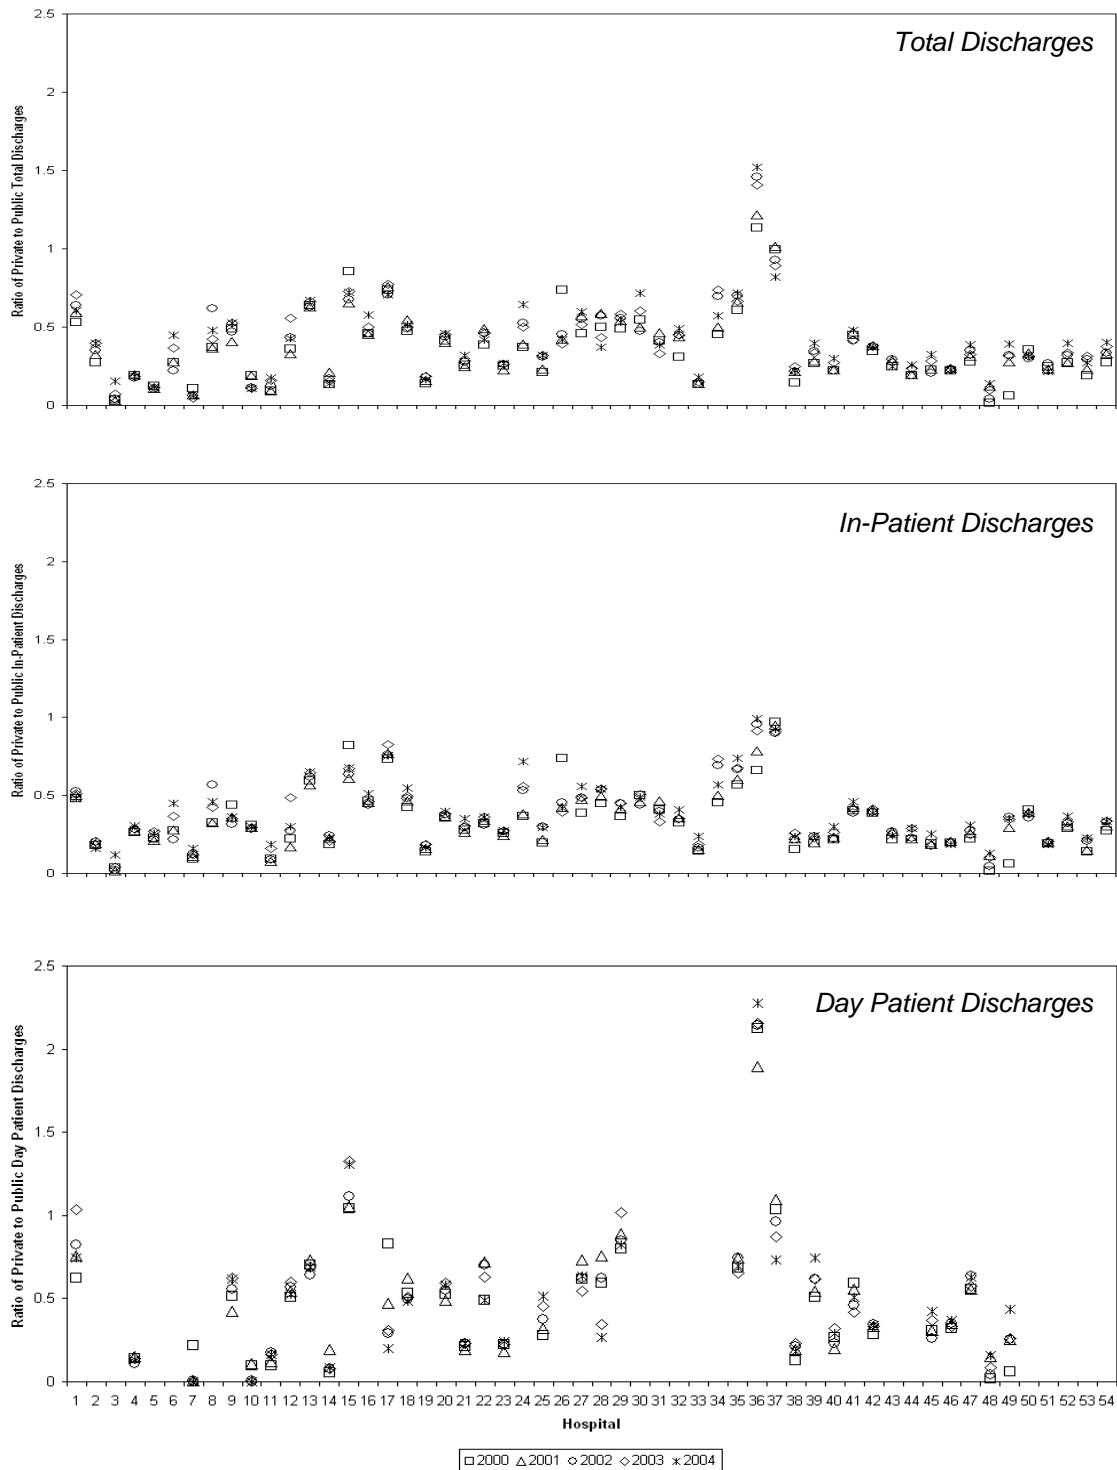 Total Discharges
Ratio of Private to Public Total Discharges
2.5
2
1.5
1
0.5
0
In-Patient Discharges
Ratio of Private to Public In-Patient Discharges
2.5
2
1.5
1
0.5
0
Day Patient Discharges
Ratio of Private to Public Day Patient Discharges
2.5
2
1.5
1
0.5
0
1 2 3 4 5 6 7 8 9 10 11 12 13 14 15 16 17 18 19 20 21 22 23 24 25 26 27 28 29 30 31 32 33 34 35 36 37 38 39 40 41 42 43 44 45 46 47 48 49 50 51 52 53 54
Hospital
2000 2001 2002 2003 2004